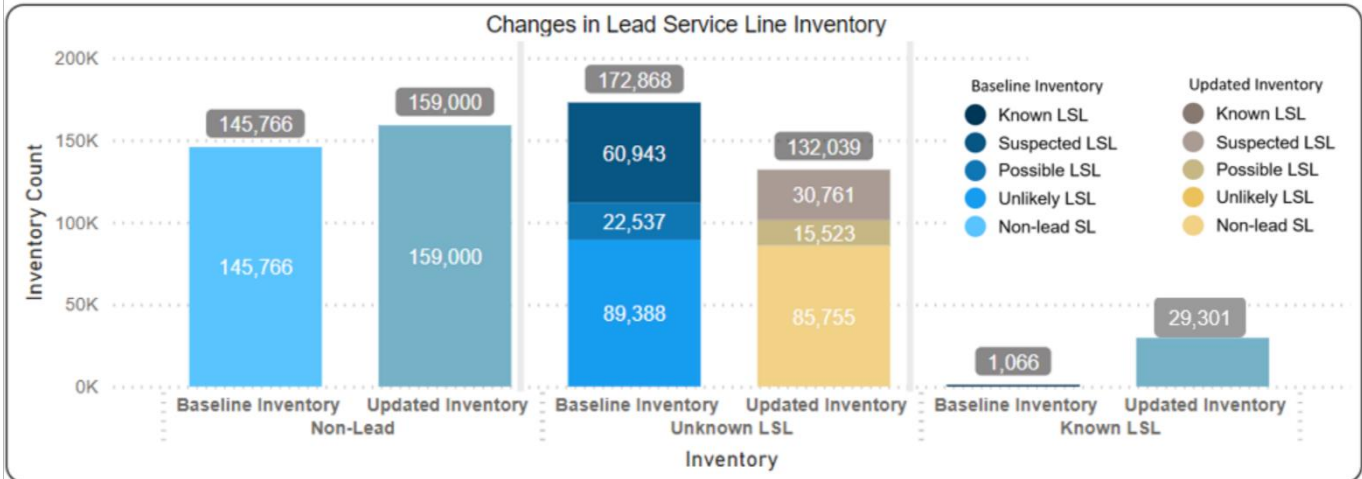 Changes in Lead Service Line Inventory
Inventory Count
200K
150K
100K
50K
0K
145,766
145,766
159,000
159,000
172,868
60,943
22,537
89,388
132,039
30,761
15,523
85,755
1,066
29,301
Baseline Inventory
Known LSL
Suspected LSL
Possible LSL
Unlikely LSL
Non-lead SL
Updated Inventory
Known LSL
Suspected LSL
Possible LSL
Unlikely LSL
Non-lead SL
Baseline Inventory Updated Inventory Baseline Inventory Updated Inventory Baseline Inventory Updated Inventory
Non-Lead Unknown LSL Known LSL
Inventory